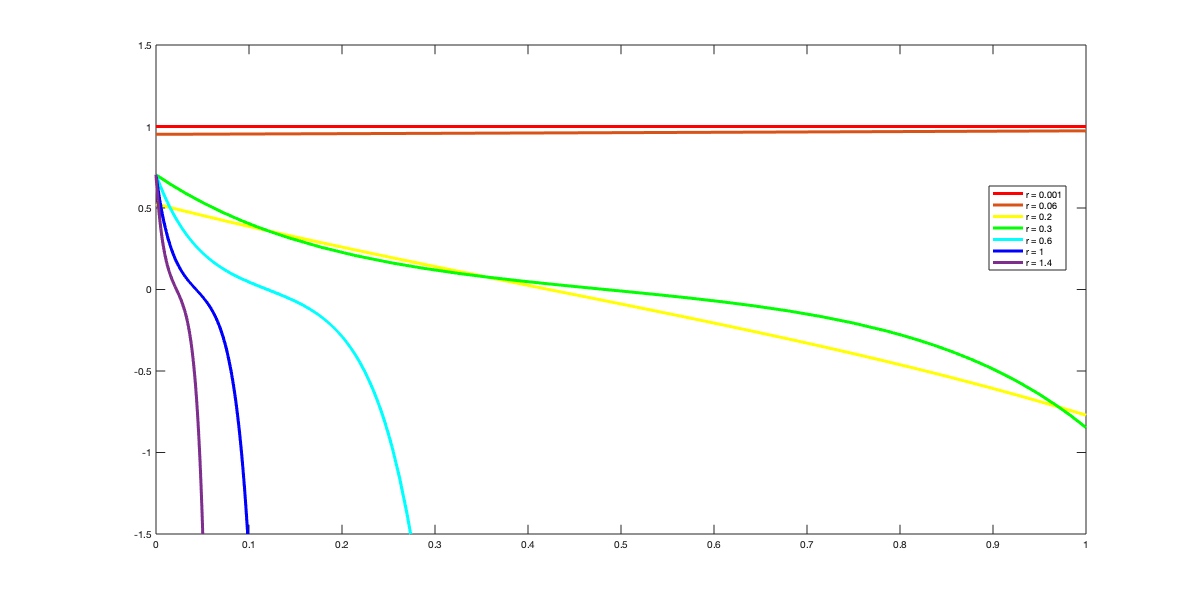 1.5
1
0.5
0
-0.5
-1
-1.5
r = 0.001
r = 0.06
r = 0.2
r = 0.3
r = 0.6
r = 1
r = 1.4
0 0.1 0.2 0.3 0.4 0.5 0.6 0.7 0.8 0.9 1